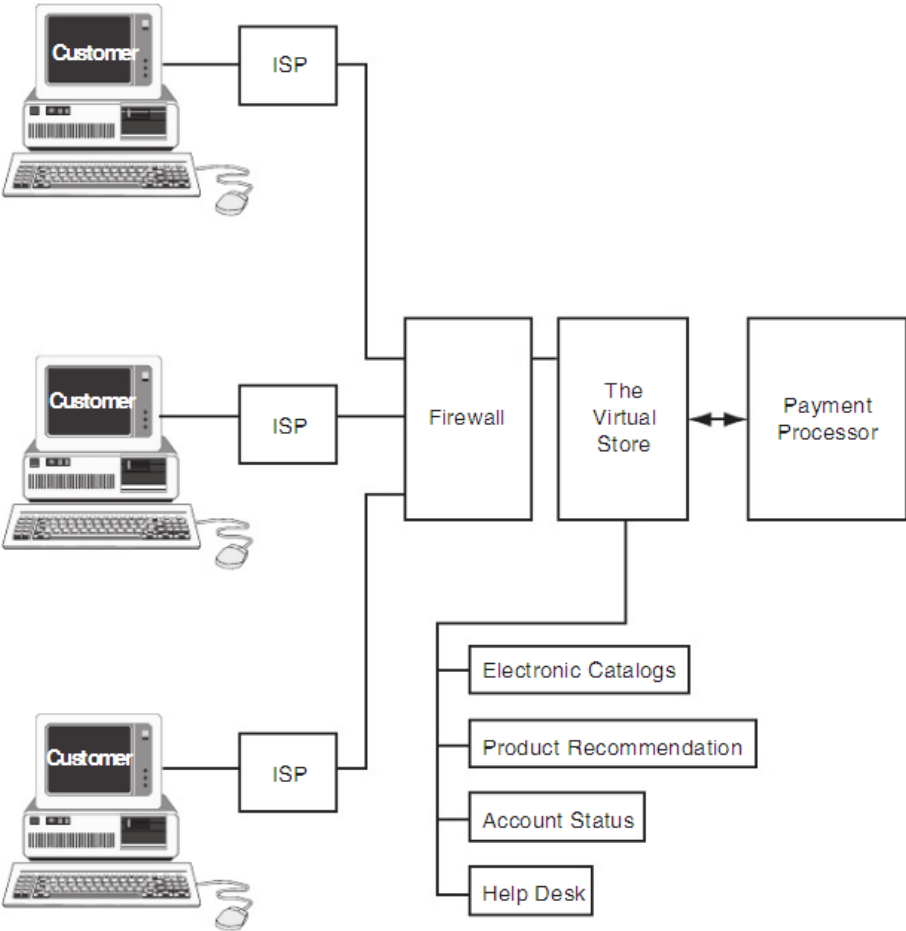 Customer
ISP
Customer
ISP
Firewall
The
Virtual
Store
Payment
Processor
Electronic Catalogs
Product Recommendation
Customer
ISP
Account Status
Help Desk